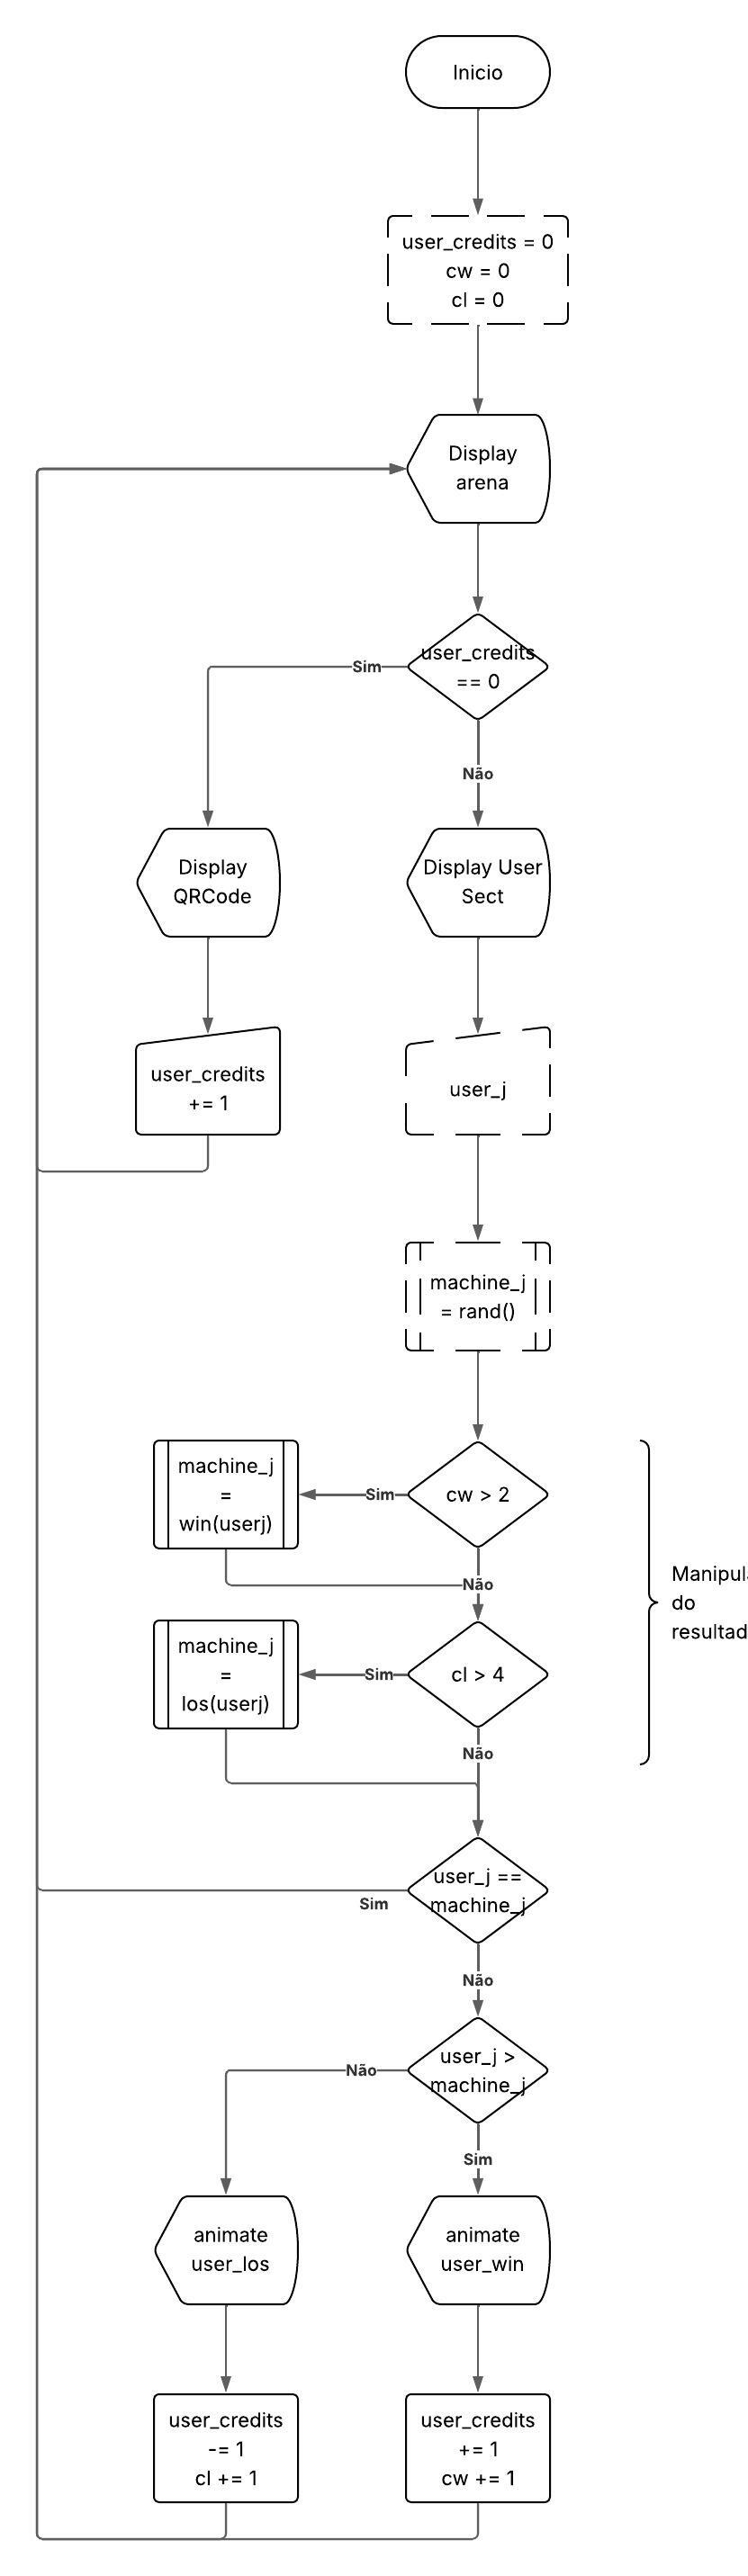 Inicio
user_credits = 0
cw = 0
cl = 0
Display
arena
user_credits
== 0
Sim
Não
Display
QRCode
Display User
Sect
user_credits
+= 1
user_j
machine_j
= rand()
machine_j
=
win(userj)
Sim
cw > 2
Não
Manipul
do
resultad
machine_j
=
los(userj)
Sim
cl > 4
Não
user_j ==
machine_j
Sim
Não
user_j >
machine_j
Não
Sim
animate
user_los
animate
user_win
user_credits
-= 1
cl += 1
user_credits
+= 1
cw += 1